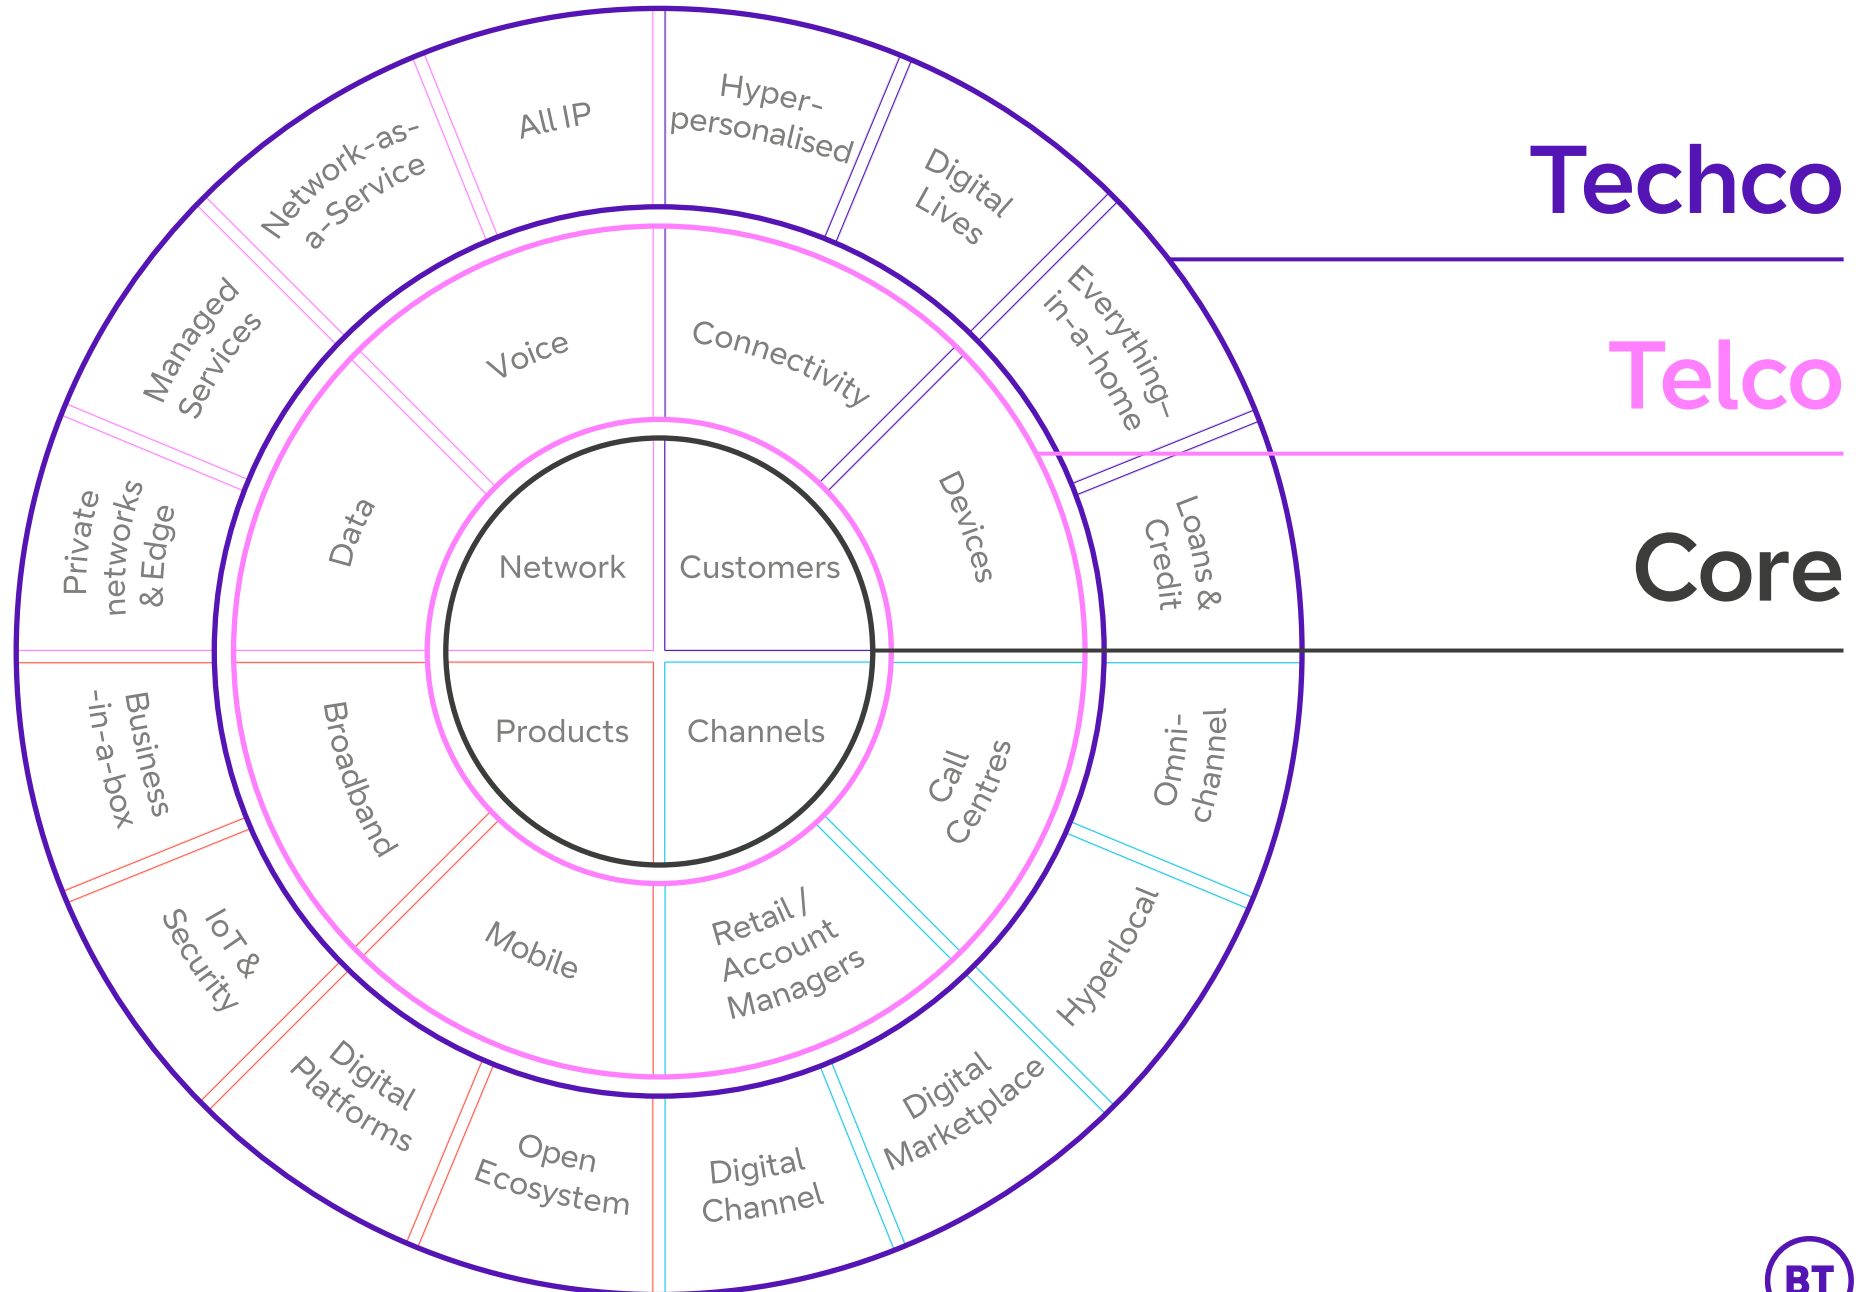 Techco
Telco
Core
Network
Customers
Products
Channels
Voice
Connectivity
Devices
Call
Centres
Retail /
Account
Managers
Mobile
Broadband
Data
All IP
Hyper-
personalised
Digital
Lives
Everything-
in-a-home
Loans &
Credit
Omni-
channel
Hyperlocal
Digital
Marketplace
Digital
Channel
Open
Ecosystem
Digital
Platforms
IoT &
Security
Business
-in-a-box
Private
networks
& Edge
Managed
Services
Network-as-
a-Service
BT